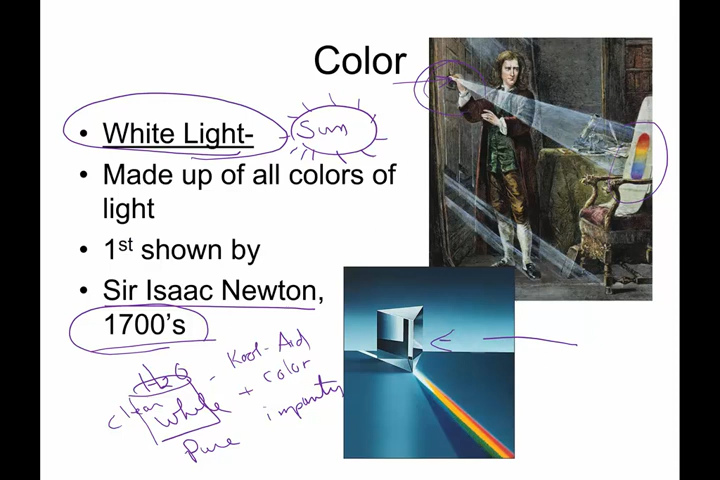 Color
• White Light-
Sun
• Made up of all colors of
light
• 1st shown by
• Sir Isaac Newton,
1700's
H2O - Kool-Aid
clear White + color
Pure impurity